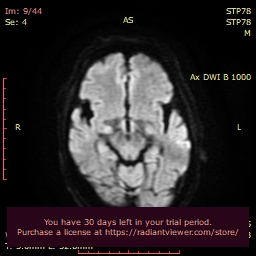 Im: 9/44
Se: 4
AS
STP78
STP78
M
Ax DWI B 1000
R
L
You have 30 days left in your trial period.
Purchase a license at https://radiantviewer.com/store/